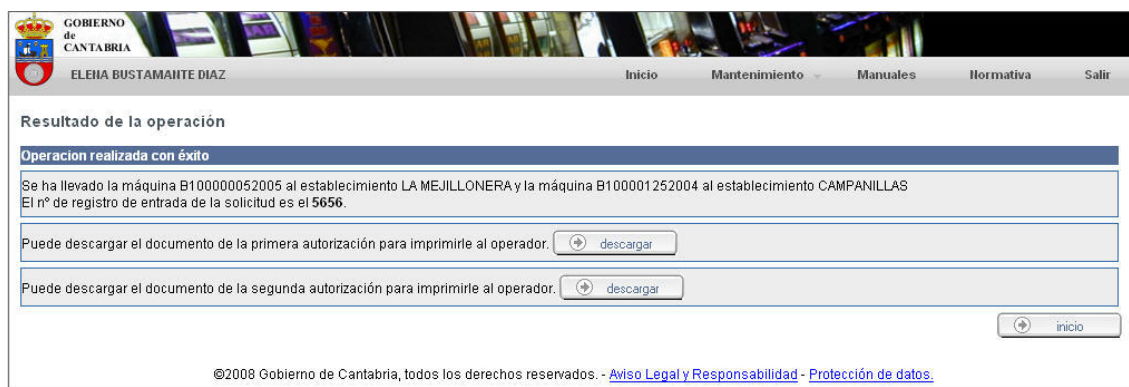 GOBIERNO
de
CANTABRIA
ELENA BUSTAMANTE DIAZ
Inicio Mantenimiento Manuales Normativa Salir
Resultado de la operación
Operacion realizada con éxito
Se ha llevado la máquina B100000052005 al establecimiento LA MEJILLONERA y la máquina B100001252004 al establecimiento CAMPANILLAS
El nº de registro de entrada de la solicitud es el 5656.
Puede descargar el documento de la primera autorización para imprimirle al operador. descargar
Puede descargar el documento de la segunda autorización para imprimirle al operador. descargar
inicio
©2008 Gobierno de Cantabria, todos los derechos reservados. - Aviso Legal y Responsabilidad - Protección de datos.